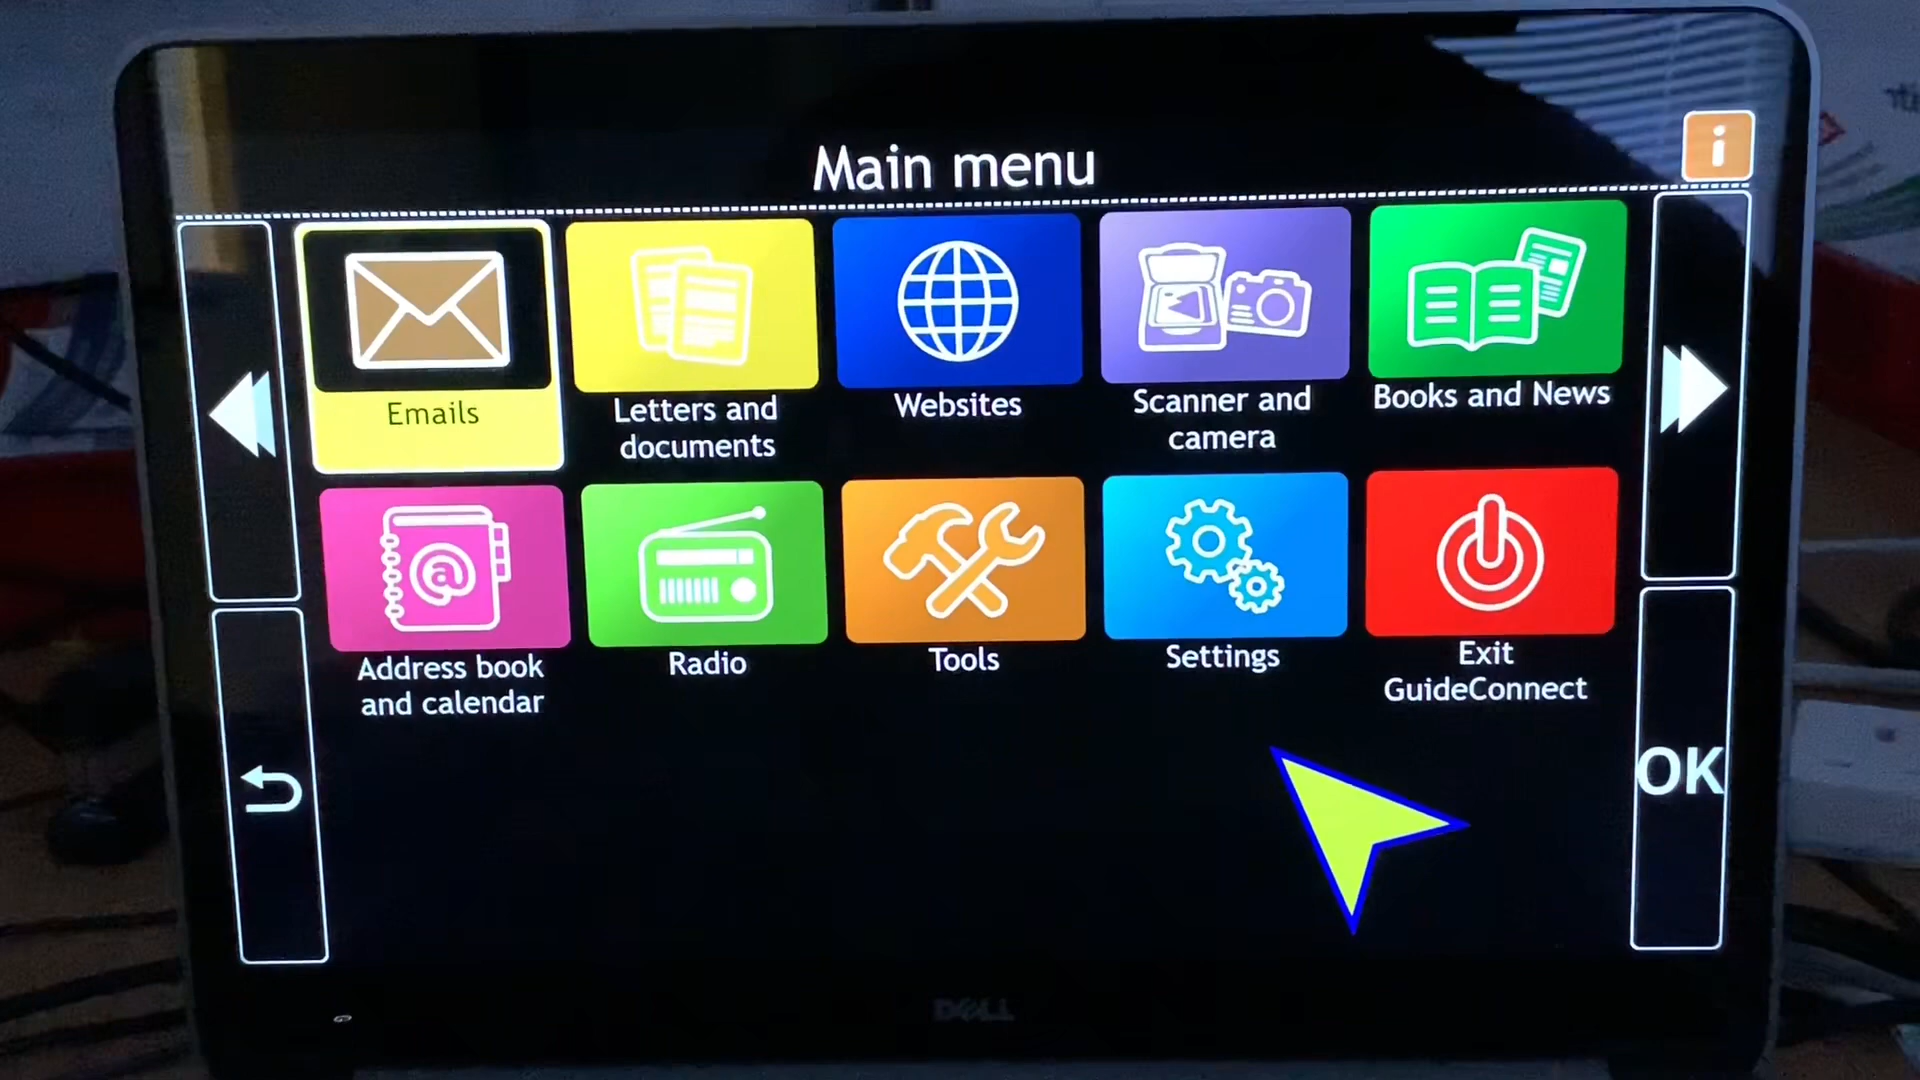 Main menu
i
Emails
Letters and
documents
Websites
Scanner and
camera
Books and News
@
Address book
and calendar
Radio
Tools
Settings
Exit
GuideConnect
OK
DELL